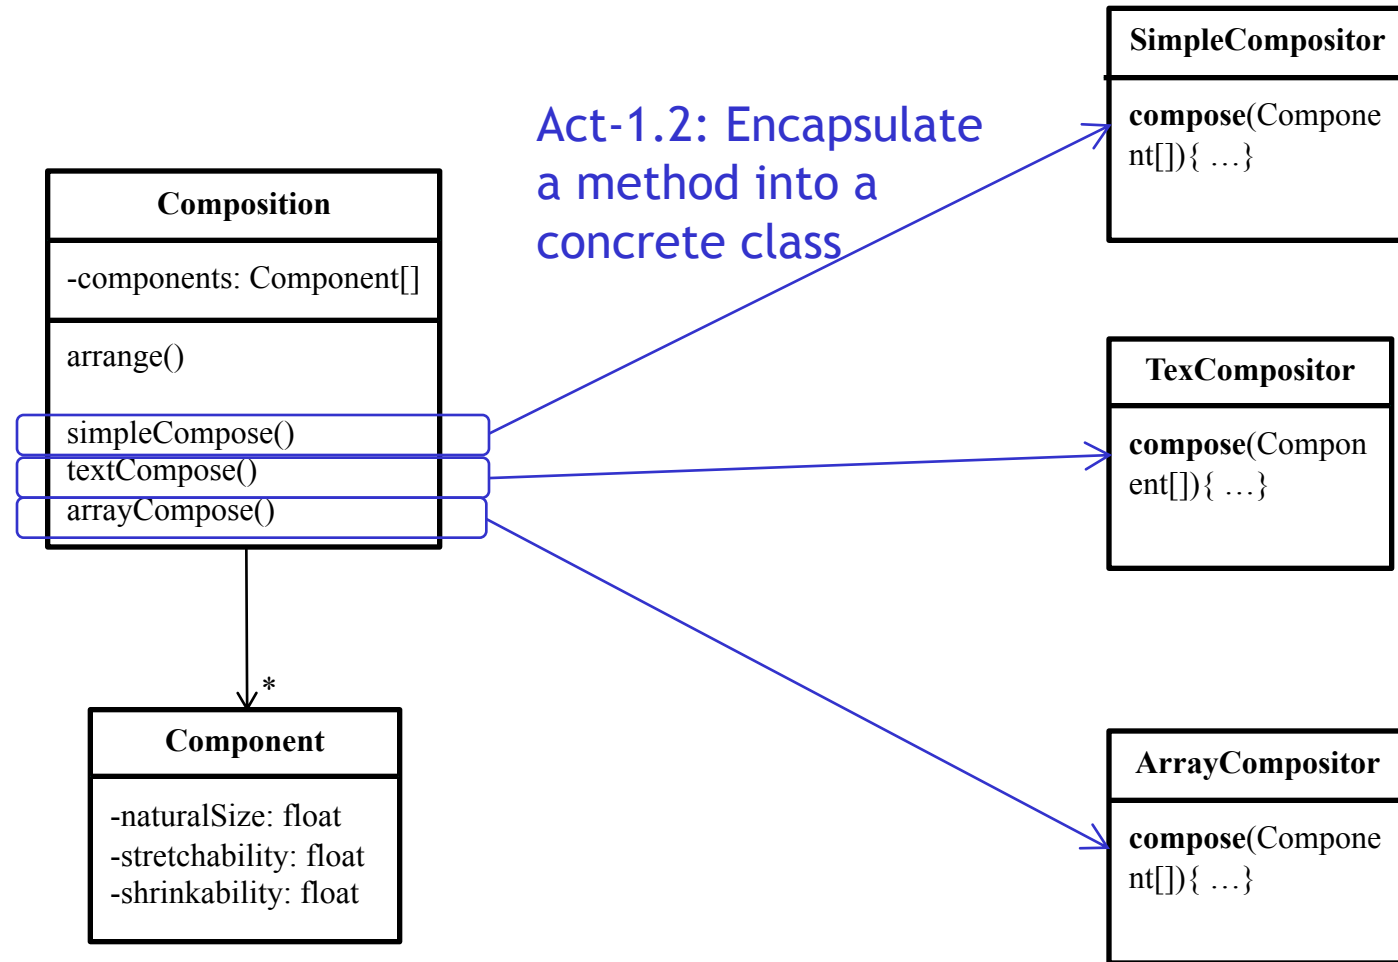 Composition
-components: Component[]
arrange()
simpleCompose()
textCompose()
arrayCompose()
*
Component
-naturalSize: float
-stretchability: float
-shrinkability: float
Act-1.2: Encapsulate
a method into a
concrete class
SimpleCompositor
compose(Compone
nt[]){ …}
TexCompositor
compose(Compon
ent[]){ …}
ArrayCompositor
compose(Compone
nt[]){ …}